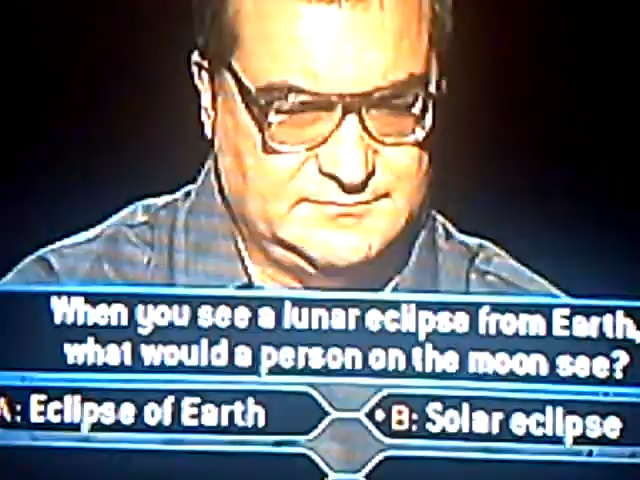 When you see a lunar eclipse from Earth,
what would a person on the moon see?
A: Eclipse of Earth
B: Solar eclipse